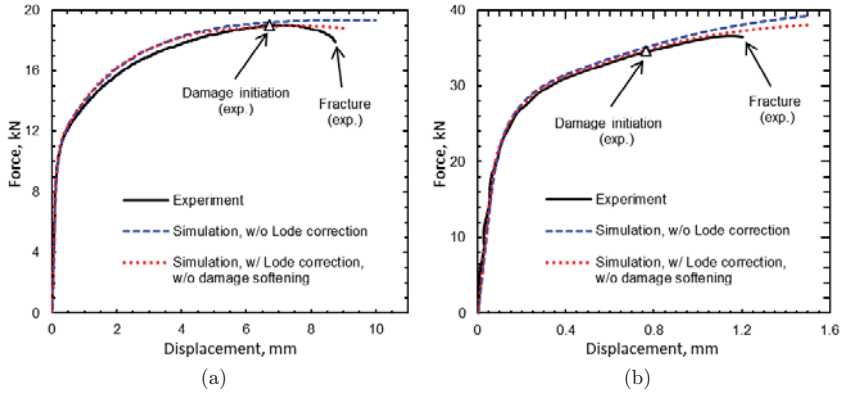 20
16
12
8
4
0
Force, kN
Damage initiation
(exp.)
Fracture
(exp.)
Experiment
Simulation, w/o Lode correction
Simulation, w/ Lode correction,
w/o damage softening
0 2 4 6 8 10
Displacement, mm
(a)
40
30
20
10
0
Force, kN
Damage initiation
(exp.)
Fracture
(exp.)
Experiment
Simulation, w/o Lode correction
Simulation, w/ Lode correction,
w/o damage softening
0 0.4 0.8 1.2 1.6
Displacement, mm
(b)